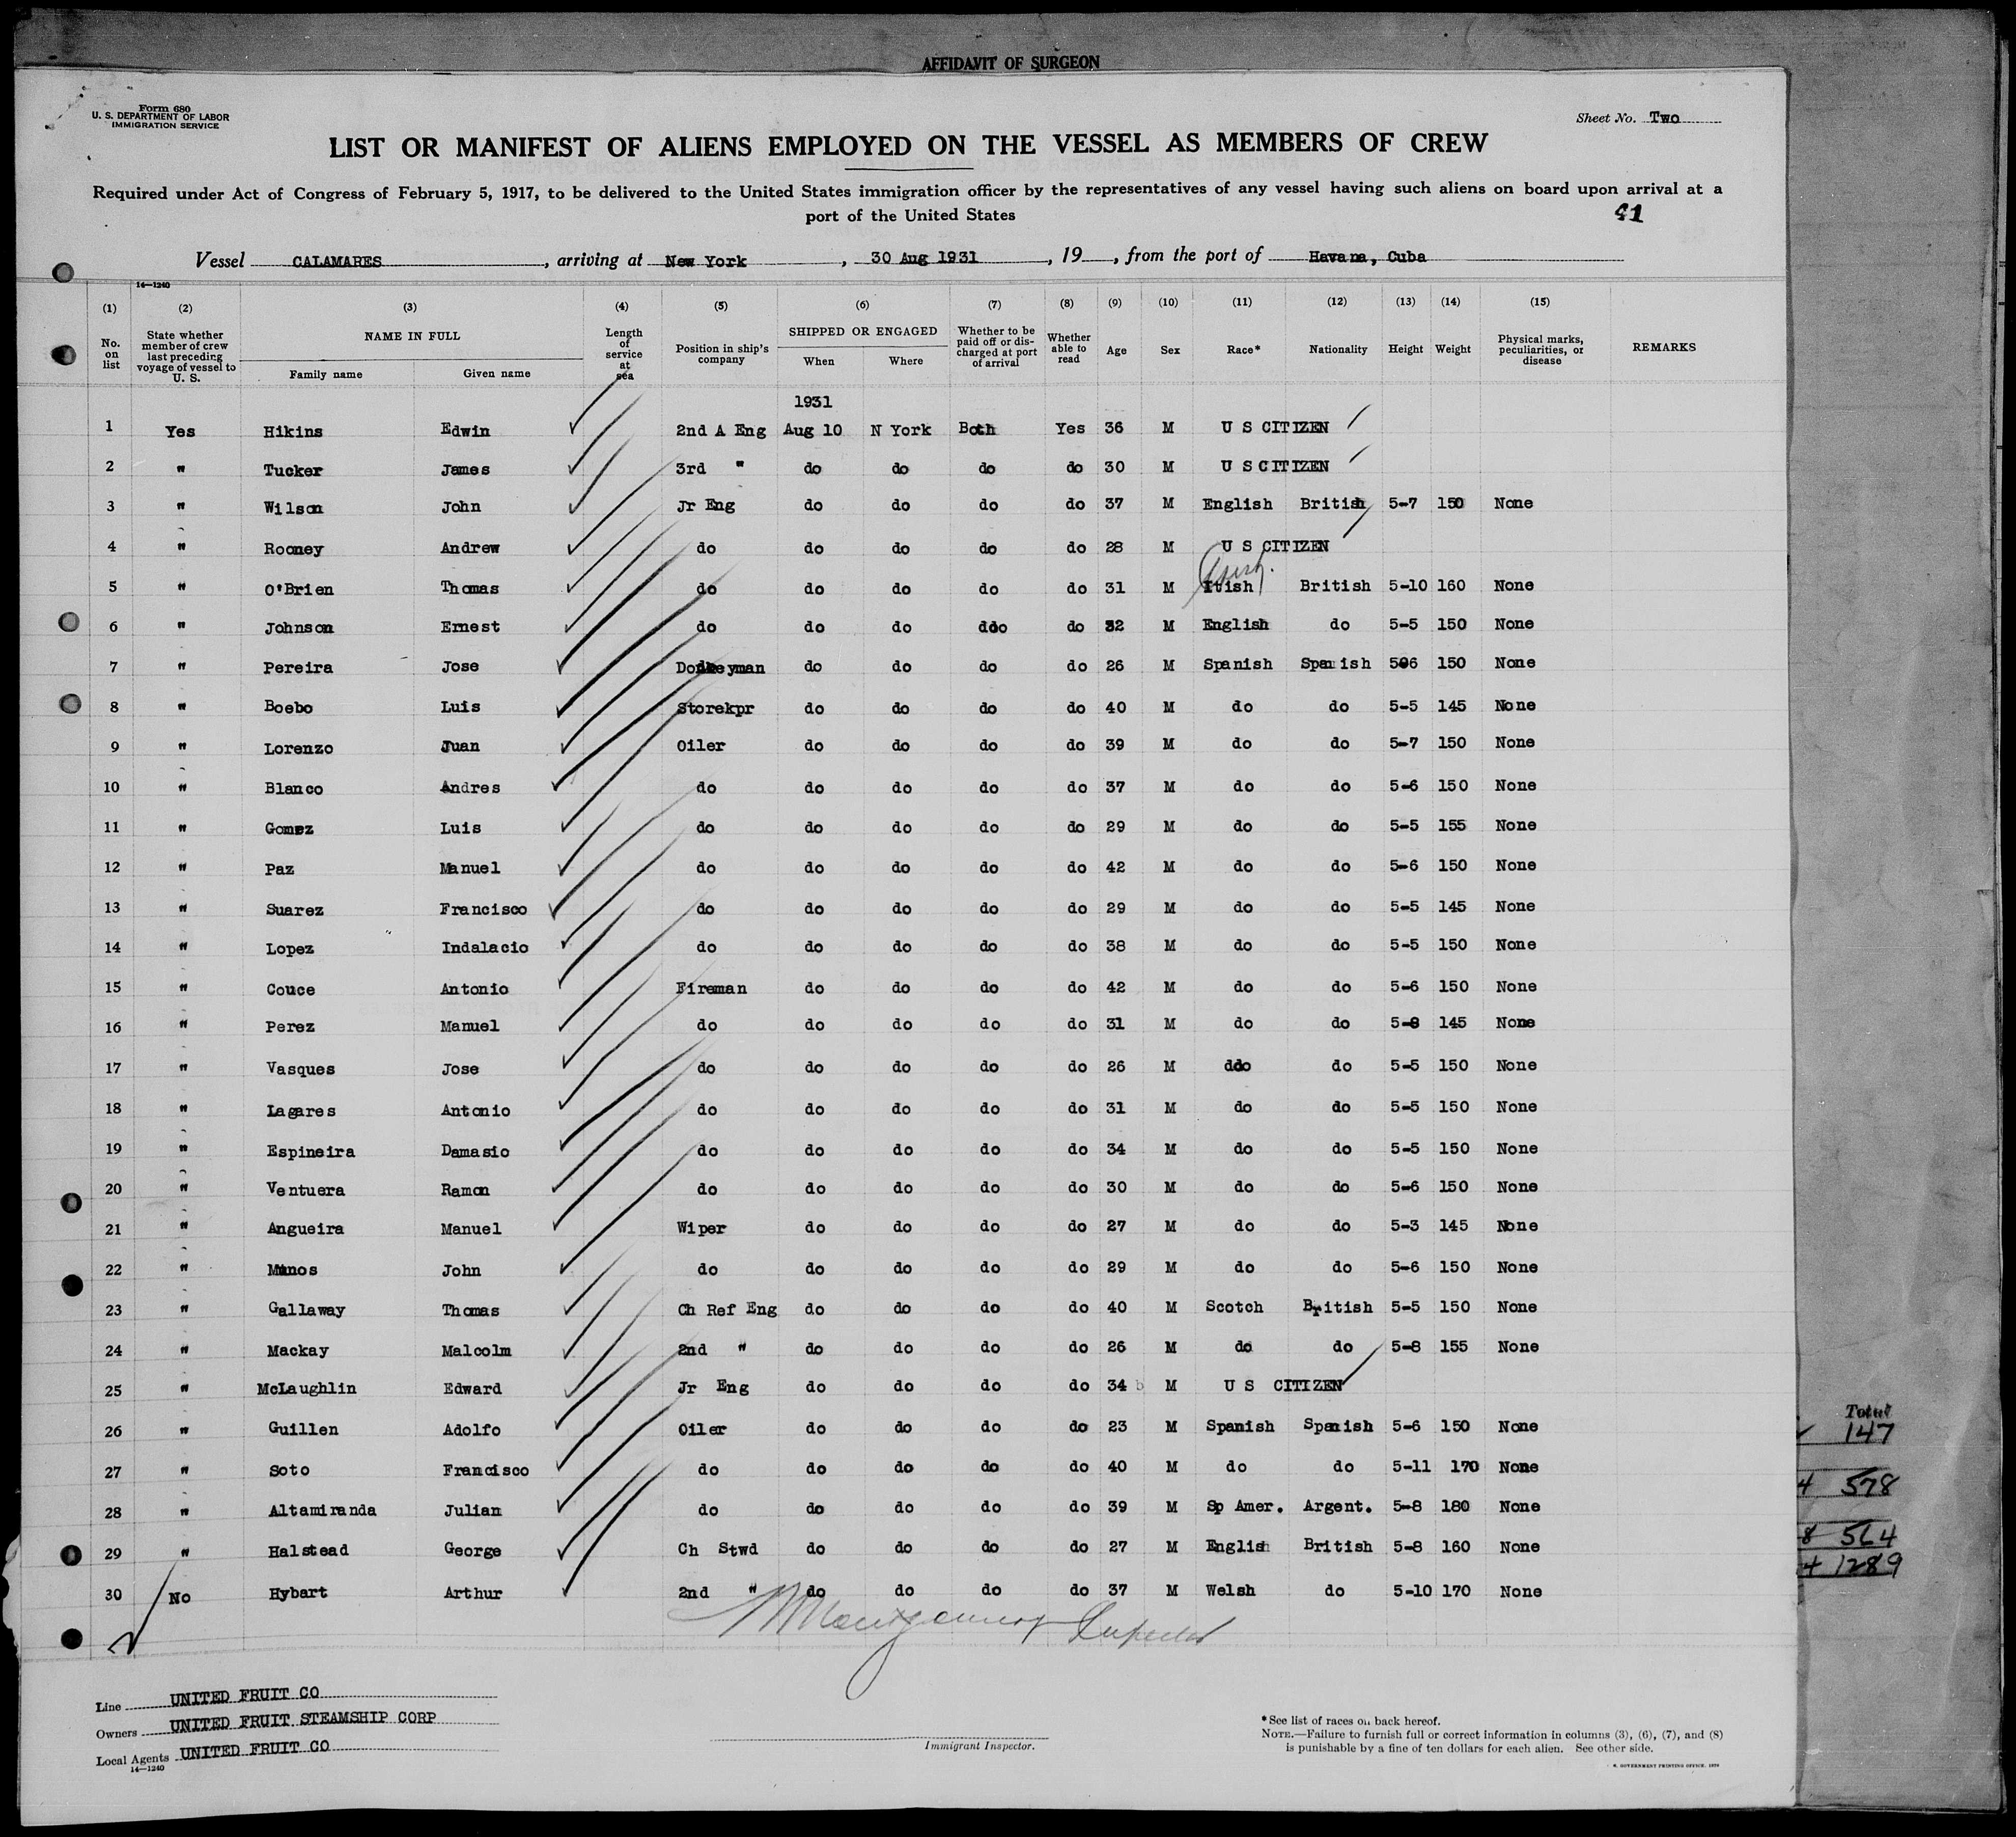 AFFIDAVIT OF SURGEON
Form 680
U. S. DEPARTMENT OF LABOR
IMMIGRATION SERVICE
Sheet No. Two
LIST OR MANIFEST OF ALIENS EMPLOYED ON THE VESSEL AS MEMBERS OF CREW
Required under Act of Congress of February 5, 1917, to be delivered to the United States immigration officer by the representatives of any vessel having such aliens on board upon arrival at a
port of the United States
41
Vessel CALAMARES, arriving at New York, 30 Aug 1931, 19, from the port of Havana, Cuba
14—1240
(1) (2) (3) (4) (5) (6) (7) (8) (9) (10) (11) (12) (13) (14) (15)
No. on list State whether member of crew last preceding voyage of vessel to U. S. NAME IN FULL Family name Given name Length of service at sea Position in ship's company SHIPPED OR ENGAGED When Where Whether to be paid off or discharged at port of arrival Whether able to read Age Sex Race* Nationality Height Weight Physical marks, peculiarities, or disease REMARKS
1931
1 Yes Hikins Edwin 2nd A Eng Aug 10 N York Both Yes 36 M U S CITIZEN
2 " Tucker James 3rd " do do do do 30 M U S CITIZEN
3 " Wilson John Jr Eng do do do do 37 M English British 5-7 150 None
4 " Rooney Andrew do do do do do 28 M U S CITIZEN
5 " O'Brien Thomas do do do do do 31 M Itish Irish. British 5-10 160 None
6 " Johnson Ernest do do do ddo do 32 M English do 5-5 150 None
7 " Pereira Jose Donkeyman do do do do 26 M Spanish Spanish 506 150 None
8 " Boebo Luis Storekpr do do do do 40 M do do 5-5 145 None
9 " Lorenzo Juan Oiler do do do do 39 M do do 5-7 150 None
10 " Blanco Andres do do do do do 37 M do do 5-6 150 None
11 " Gomez Luis do do do do do 29 M do do 5-5 155 None
12 " Paz Manuel do do do do do 42 M do do 5-6 150 None
13 " Suarez Francisco do do do do do 29 M do do 5-5 145 None
14 " Lopez Indalacio do do do do do 38 M do do 5-5 150 None
15 " Couce Antonio Fireman do do do do 42 M do do 5-6 150 None
16 " Perez Manuel do do do do do 31 M do do 5-8 145 None
17 " Vasques Jose do do do do do 26 M ddo do 5-5 150 None
18 " Lagares Antonio do do do do do 31 M do do 5-5 150 None
19 " Espineira Damasio do do do do do 34 M do do 5-5 150 None
20 " Ventuera Ramon do do do do do 30 M do do 5-6 150 None
21 " Angueira Manuel Wiper do do do do 27 M do do 5-3 145 None
22 " Minos John do do do do do 29 M do do 5-6 150 None
23 " Gallaway Thomas Ch Ref Eng do do do do 40 M Scotch British 5-5 150 None
24 " Mackay Malcolm 2nd " do do do do 26 M do do 5-8 155 None
25 " McLaughlin Edward Jr Eng do do do do 34 M U S CITIZEN
26 " Guillen Adolfo Oiler do do do do 23 M Spanish Spanish 5-6 150 None
27 " Soto Francisco do do do do do 40 M do do 5-11 170 None
28 " Altamiranda Julian do do do do do 39 M Sp Amer. Argent. 5-8 180 None
29 " Halstead George Ch Stwd do do do do 27 M English British 5-8 160 None
30 No Hybart Arthur 2nd " do do do do 37 M Welsh do 5-10 170 None
Montgomery Inspector
Line UNITED FRUIT CO
Owners UNITED FRUIT STEAMSHIP CORP
Local Agents UNITED FRUIT CO
14—1240
Immigrant Inspector.
*See list of races on back hereof.
NOTE.—Failure to furnish full or correct information in columns (3), (6), (7), and (8)
is punishable by a fine of ten dollars for each alien. See other side.
GOVERNMENT PRINTING OFFICE
Total
147
4 578
8 564
4 1289